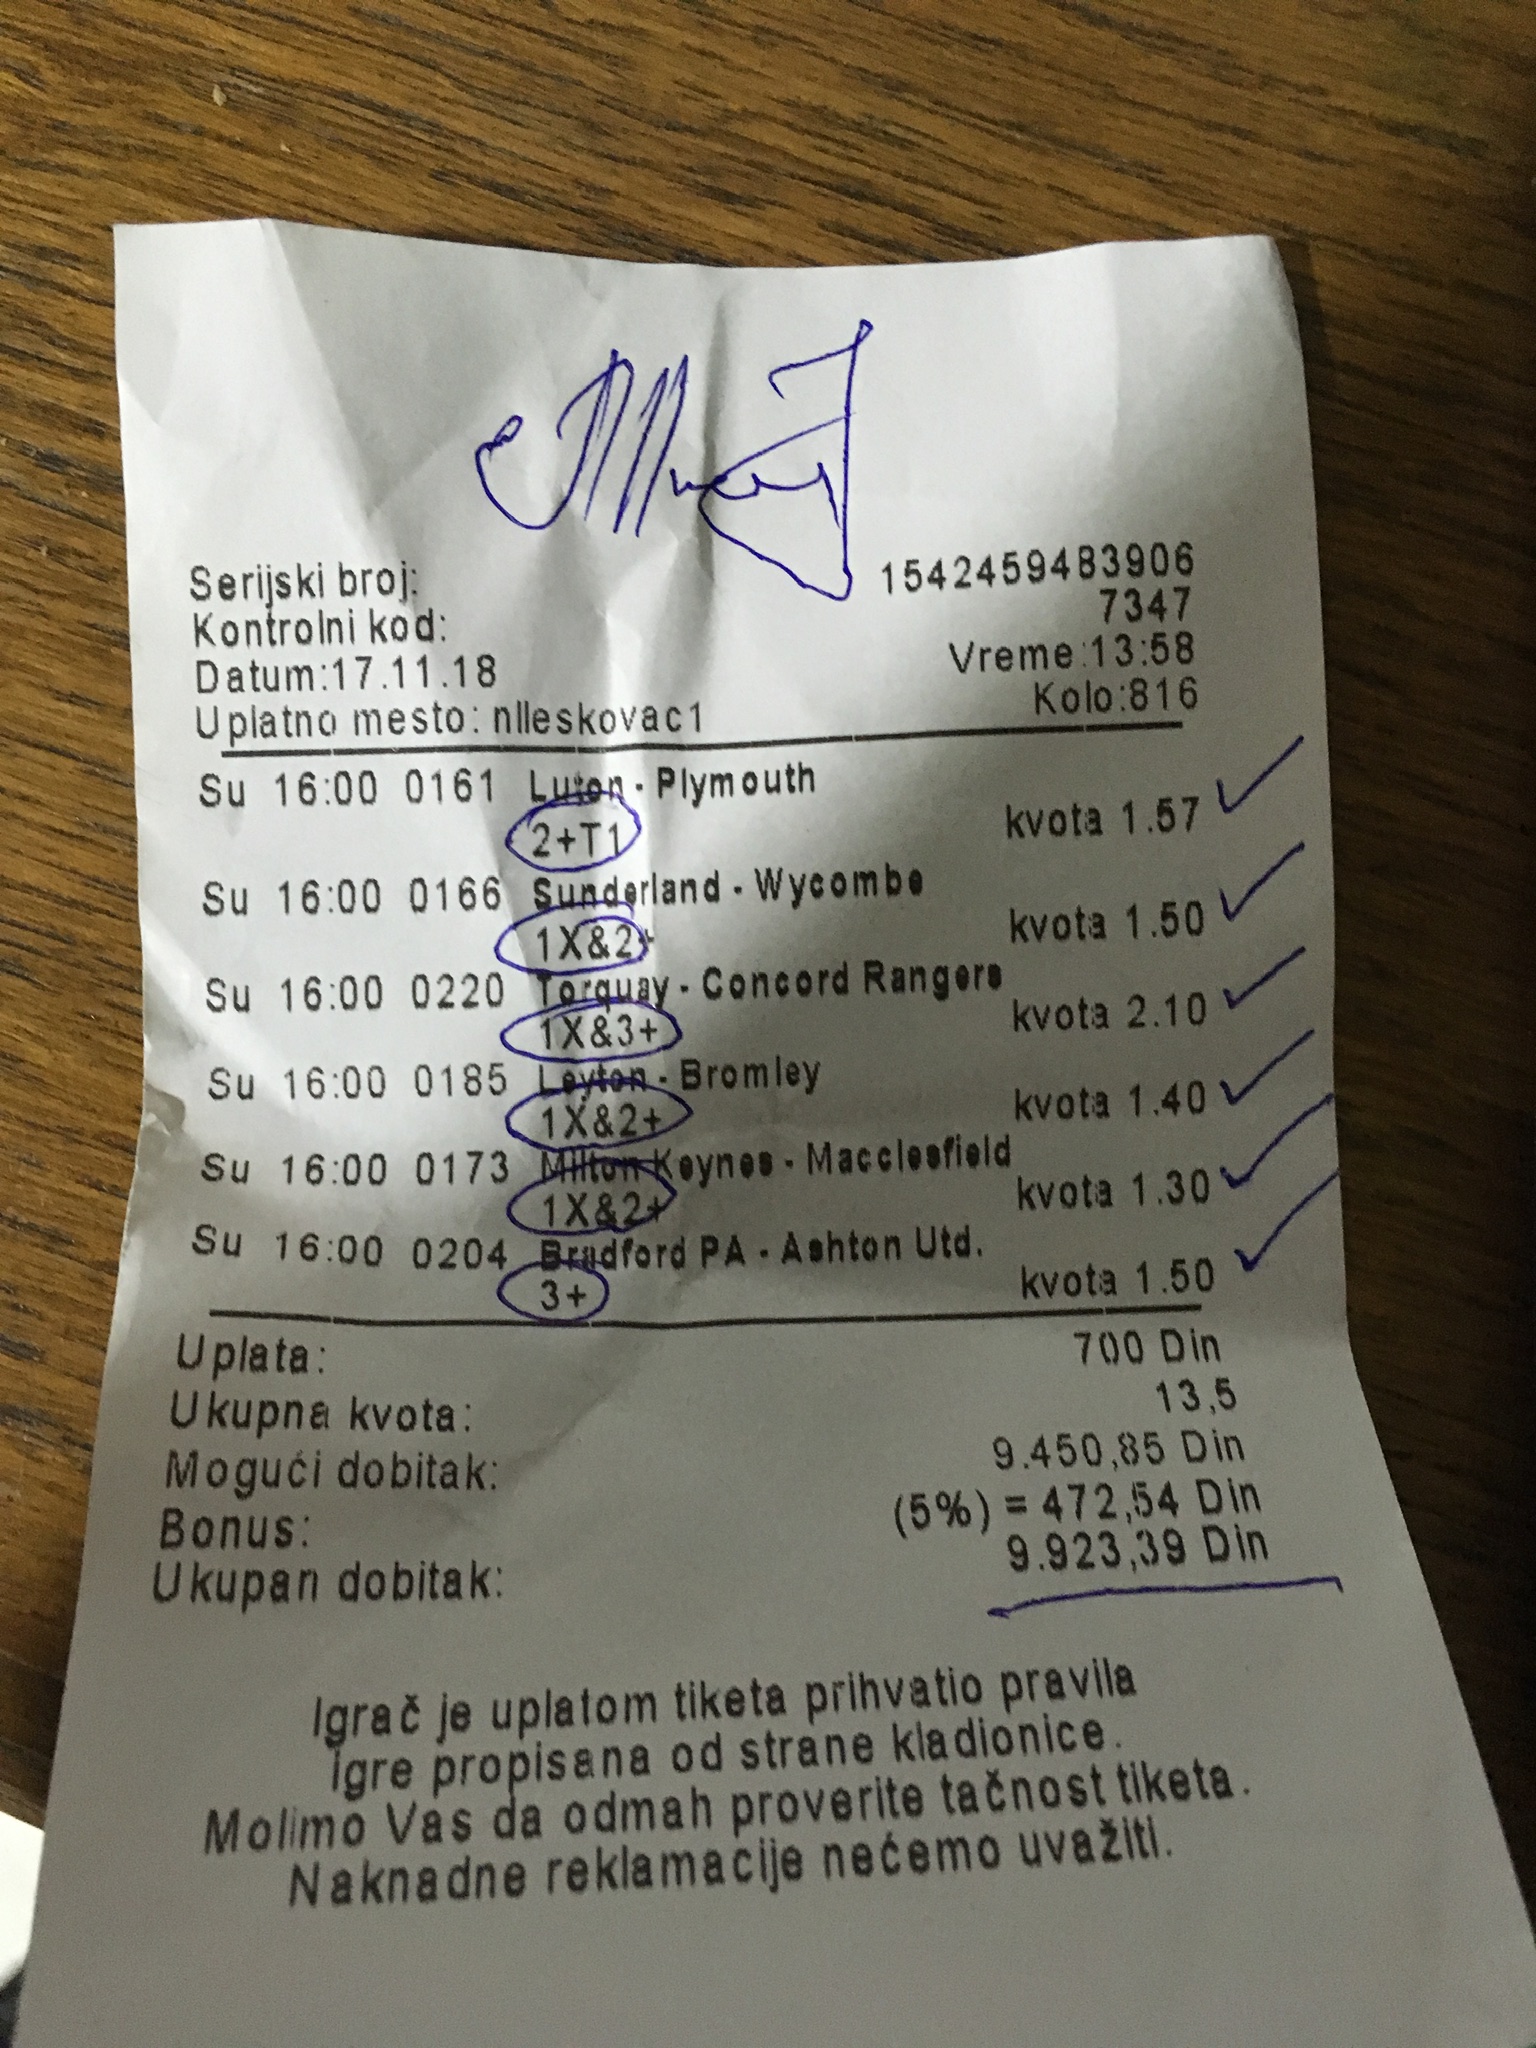 Serijski broj: 1542459483906
Kontrolni kod: 7347
Datum:17.11.18 Vreme:13:58
Uplatno mesto: nlleskovac1 Kolo:816
Su 16:00 0161 Luton - Plymouth
2+T1 kvota 1.57
Su 16:00 0166 Sunderland - Wycombe
1X&2+ kvota 1.50
Su 16:00 0220 Torquay - Concord Rangers
1X&3+ kvota 2.10
Su 16:00 0185 Leyton - Bromley
1X&2+ kvota 1.40
Su 16:00 0173 Milton Keynes - Macclesfield
1X&2+ kvota 1.30
Su 16:00 0204 Bradford PA - Ashton Utd.
3+ kvota 1.50
Uplata: 700 Din
Ukupna kvota: 13,5
Mogući dobitak: 9.450,85 Din
Bonus: (5%) = 472,54 Din
Ukupan dobitak: 9.923,39 Din
Igrač je uplatom tiketa prihvatio pravila
igre propisana od strane kladionice.
Molimo Vas da odmah proverite tačnost tiketa.
Naknadne reklamacije nećemo uvažiti.